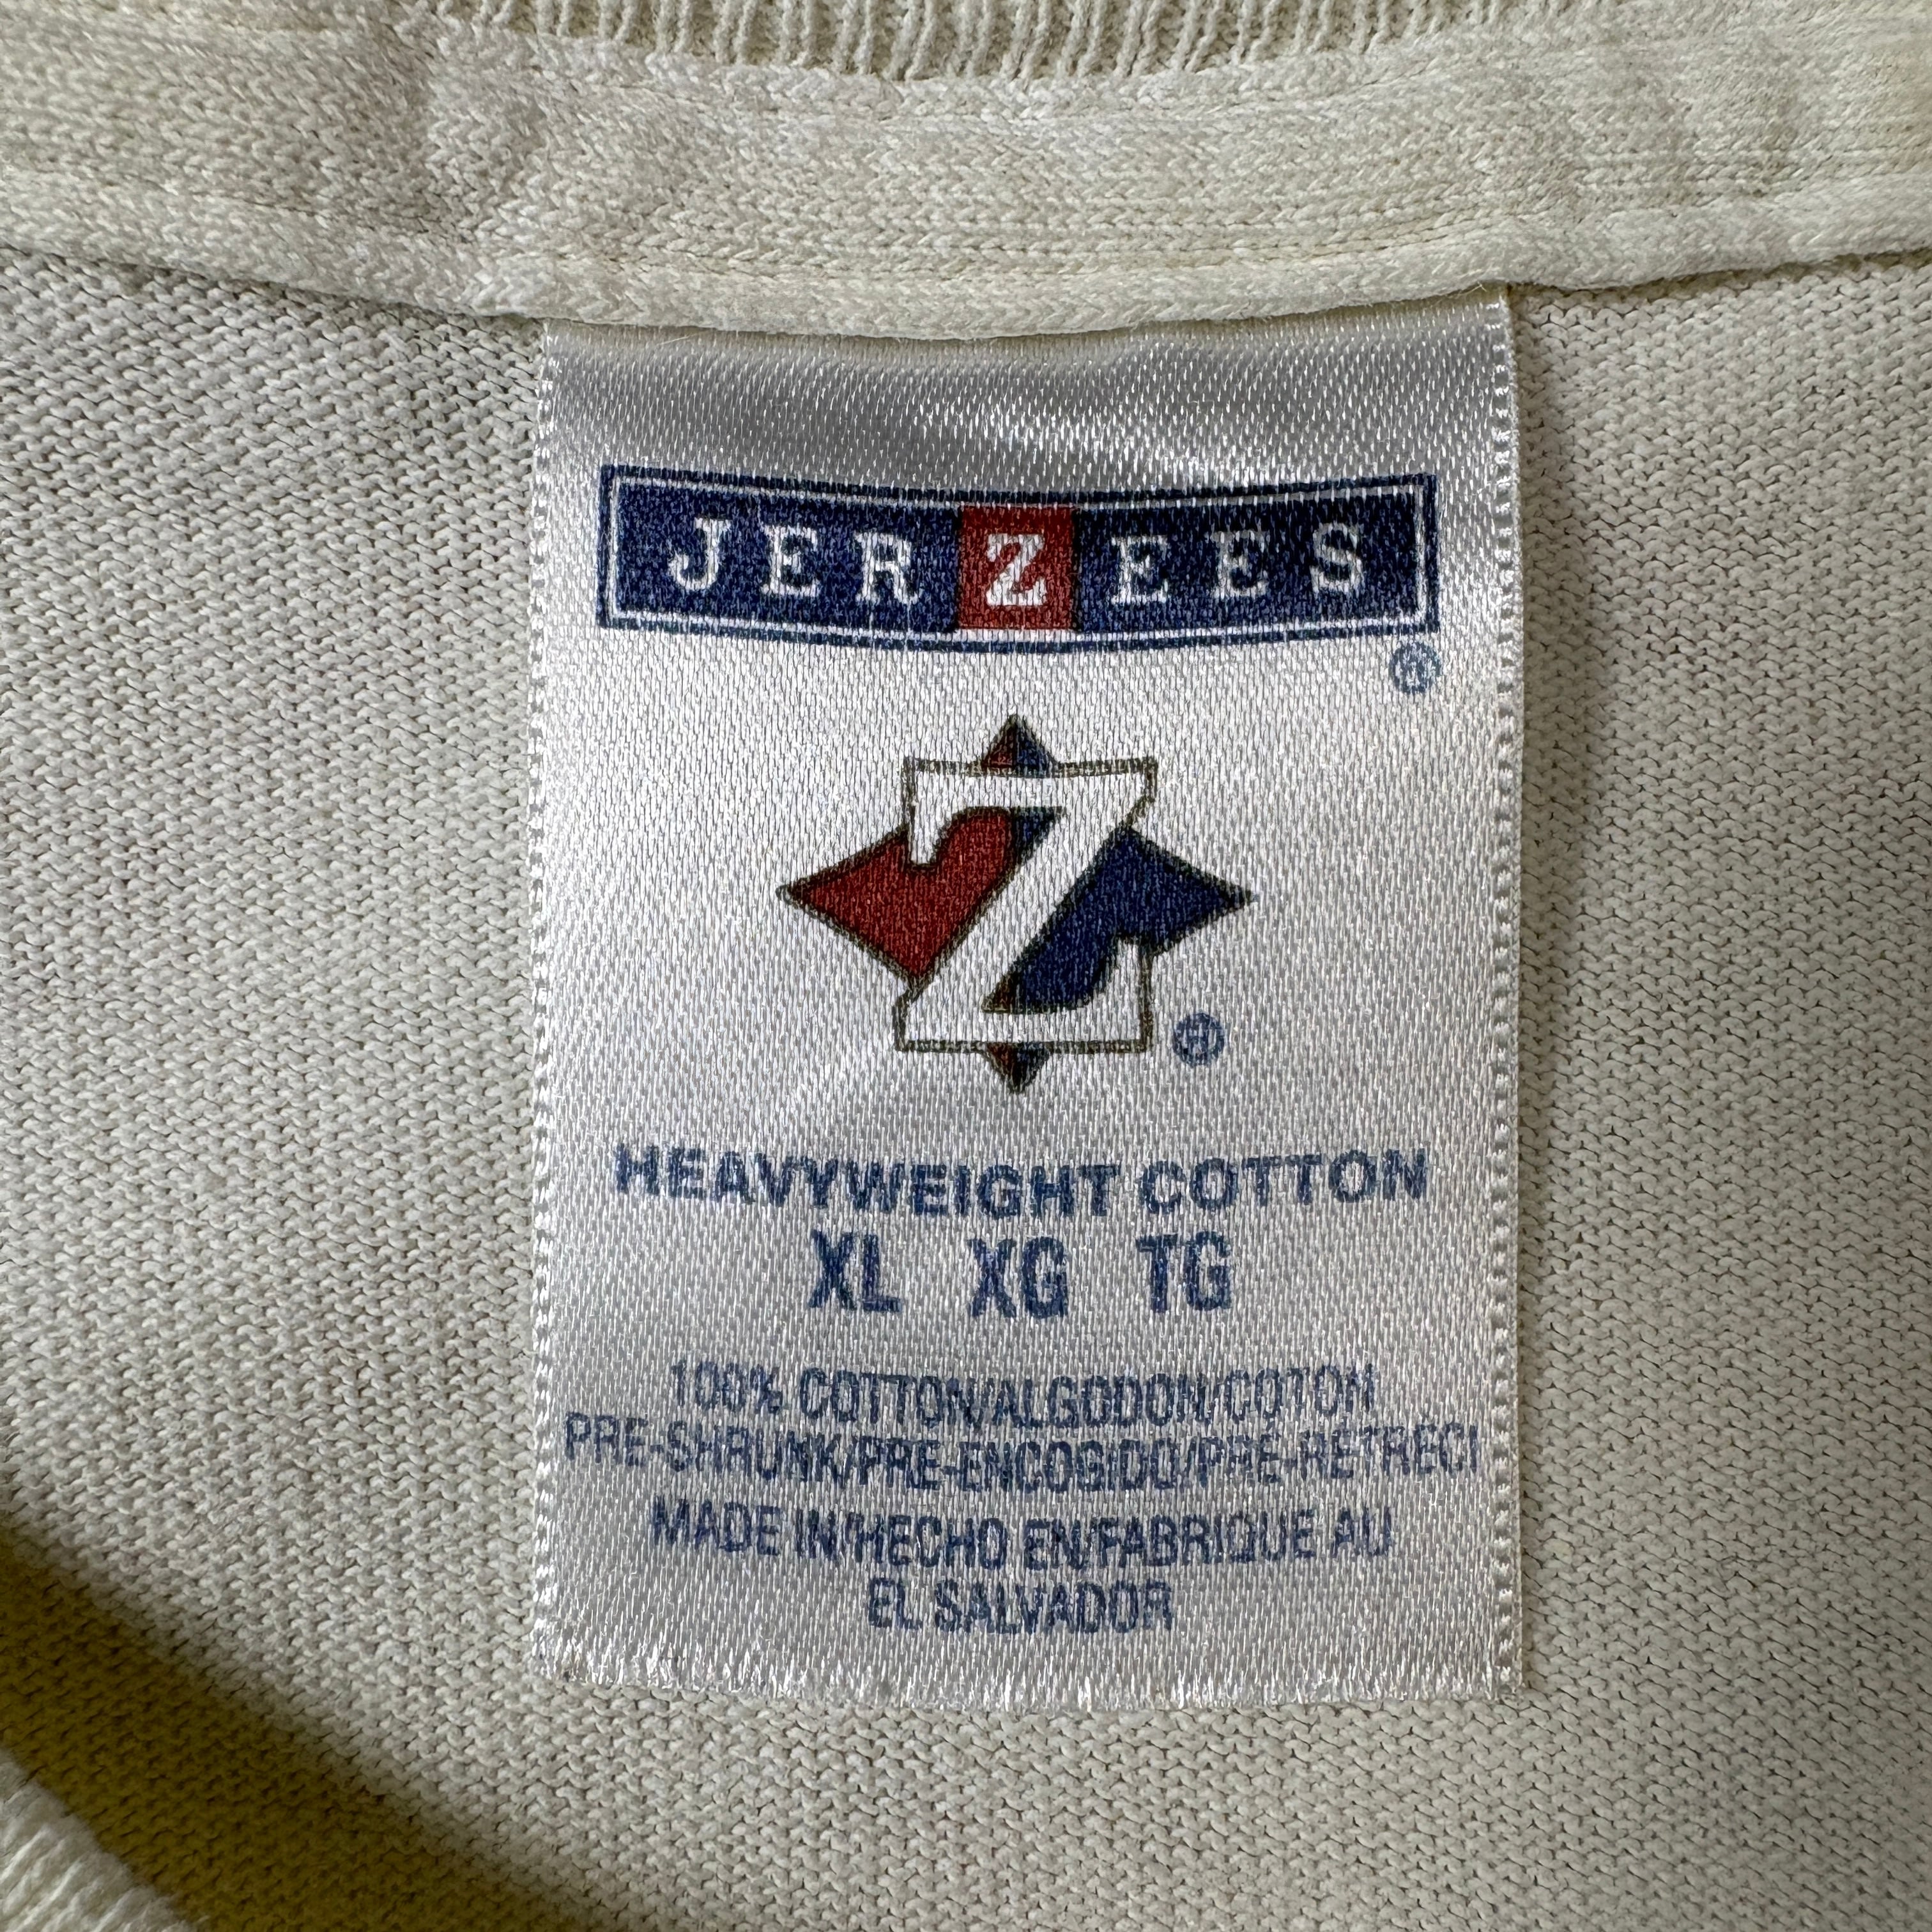 JERZEES
®
Z
®
HEAVYWEIGHT COTTON
XL XG TG
100% COTTON/ALGODON/COTON
PRE-SHRUNK/PRE-ENCOGIDO/PRE-RETRECI
MADE IN/HECHO EN/FABRIQUE AU
EL SALVADOR